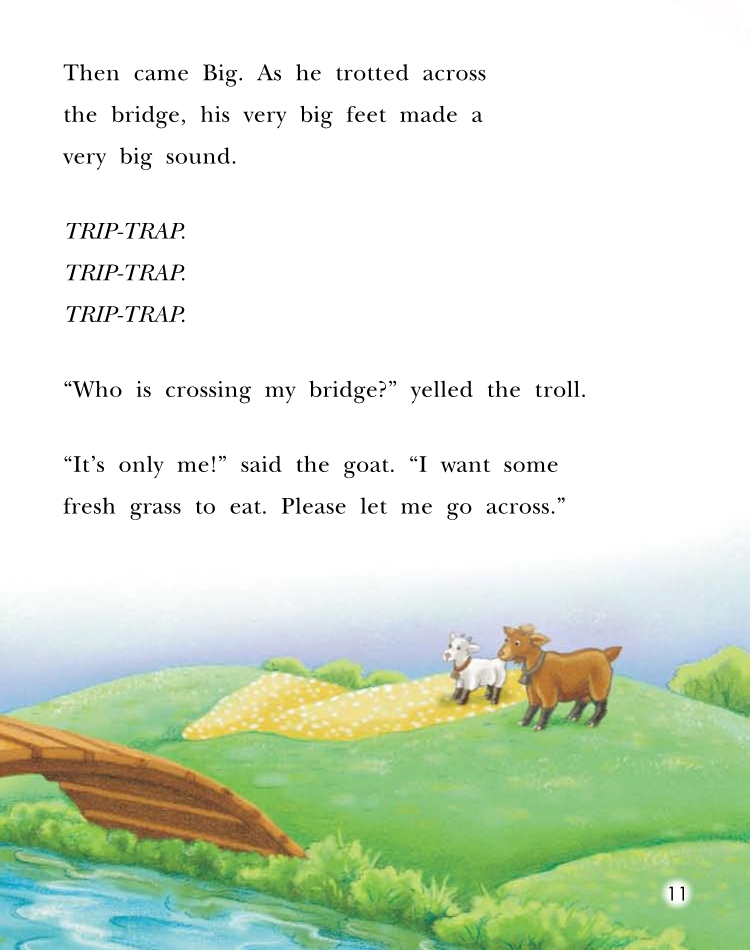 Then came Big. As he trotted across
the bridge, his very big feet made a
very big sound.
TRIP-TRAP.
TRIP-TRAP.
TRIP-TRAP.
“Who is crossing my bridge?” yelled the troll.
“It’s only me!” said the goat. “I want some
fresh grass to eat. Please let me go across.”
11